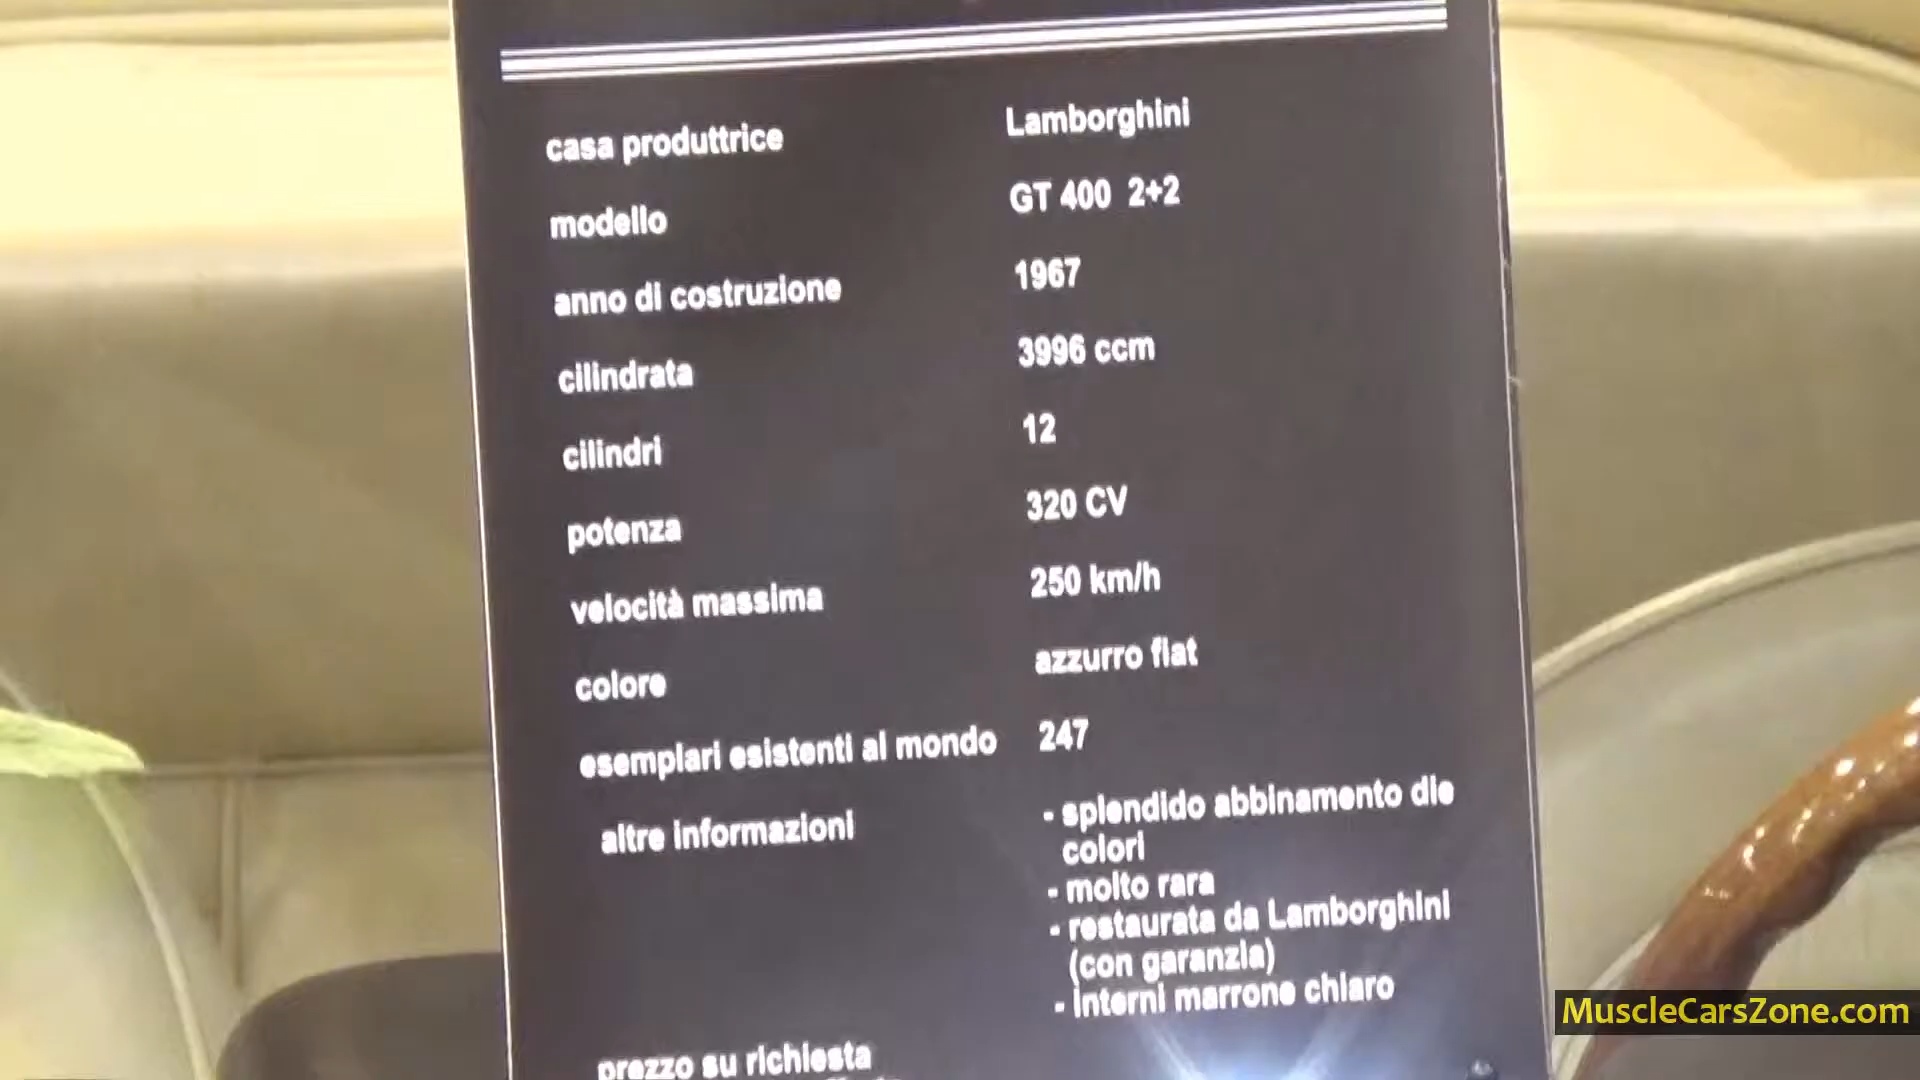 casa produttrice Lamborghini
modello GT 400 2+2
anno di costruzione 1967
cilindrata 3996 ccm
cilindri 12
potenza 320 CV
velocità massima 250 km/h
colore azzurro fiat
esemplari esistenti al mondo 247
altre informazioni - splendido abbinamento die
colori
- molto rara
- restaurata da Lamborghini
(con garanzia)
- interni marrone chiaro
prezzo su richiesta
MuscleCarsZone.com